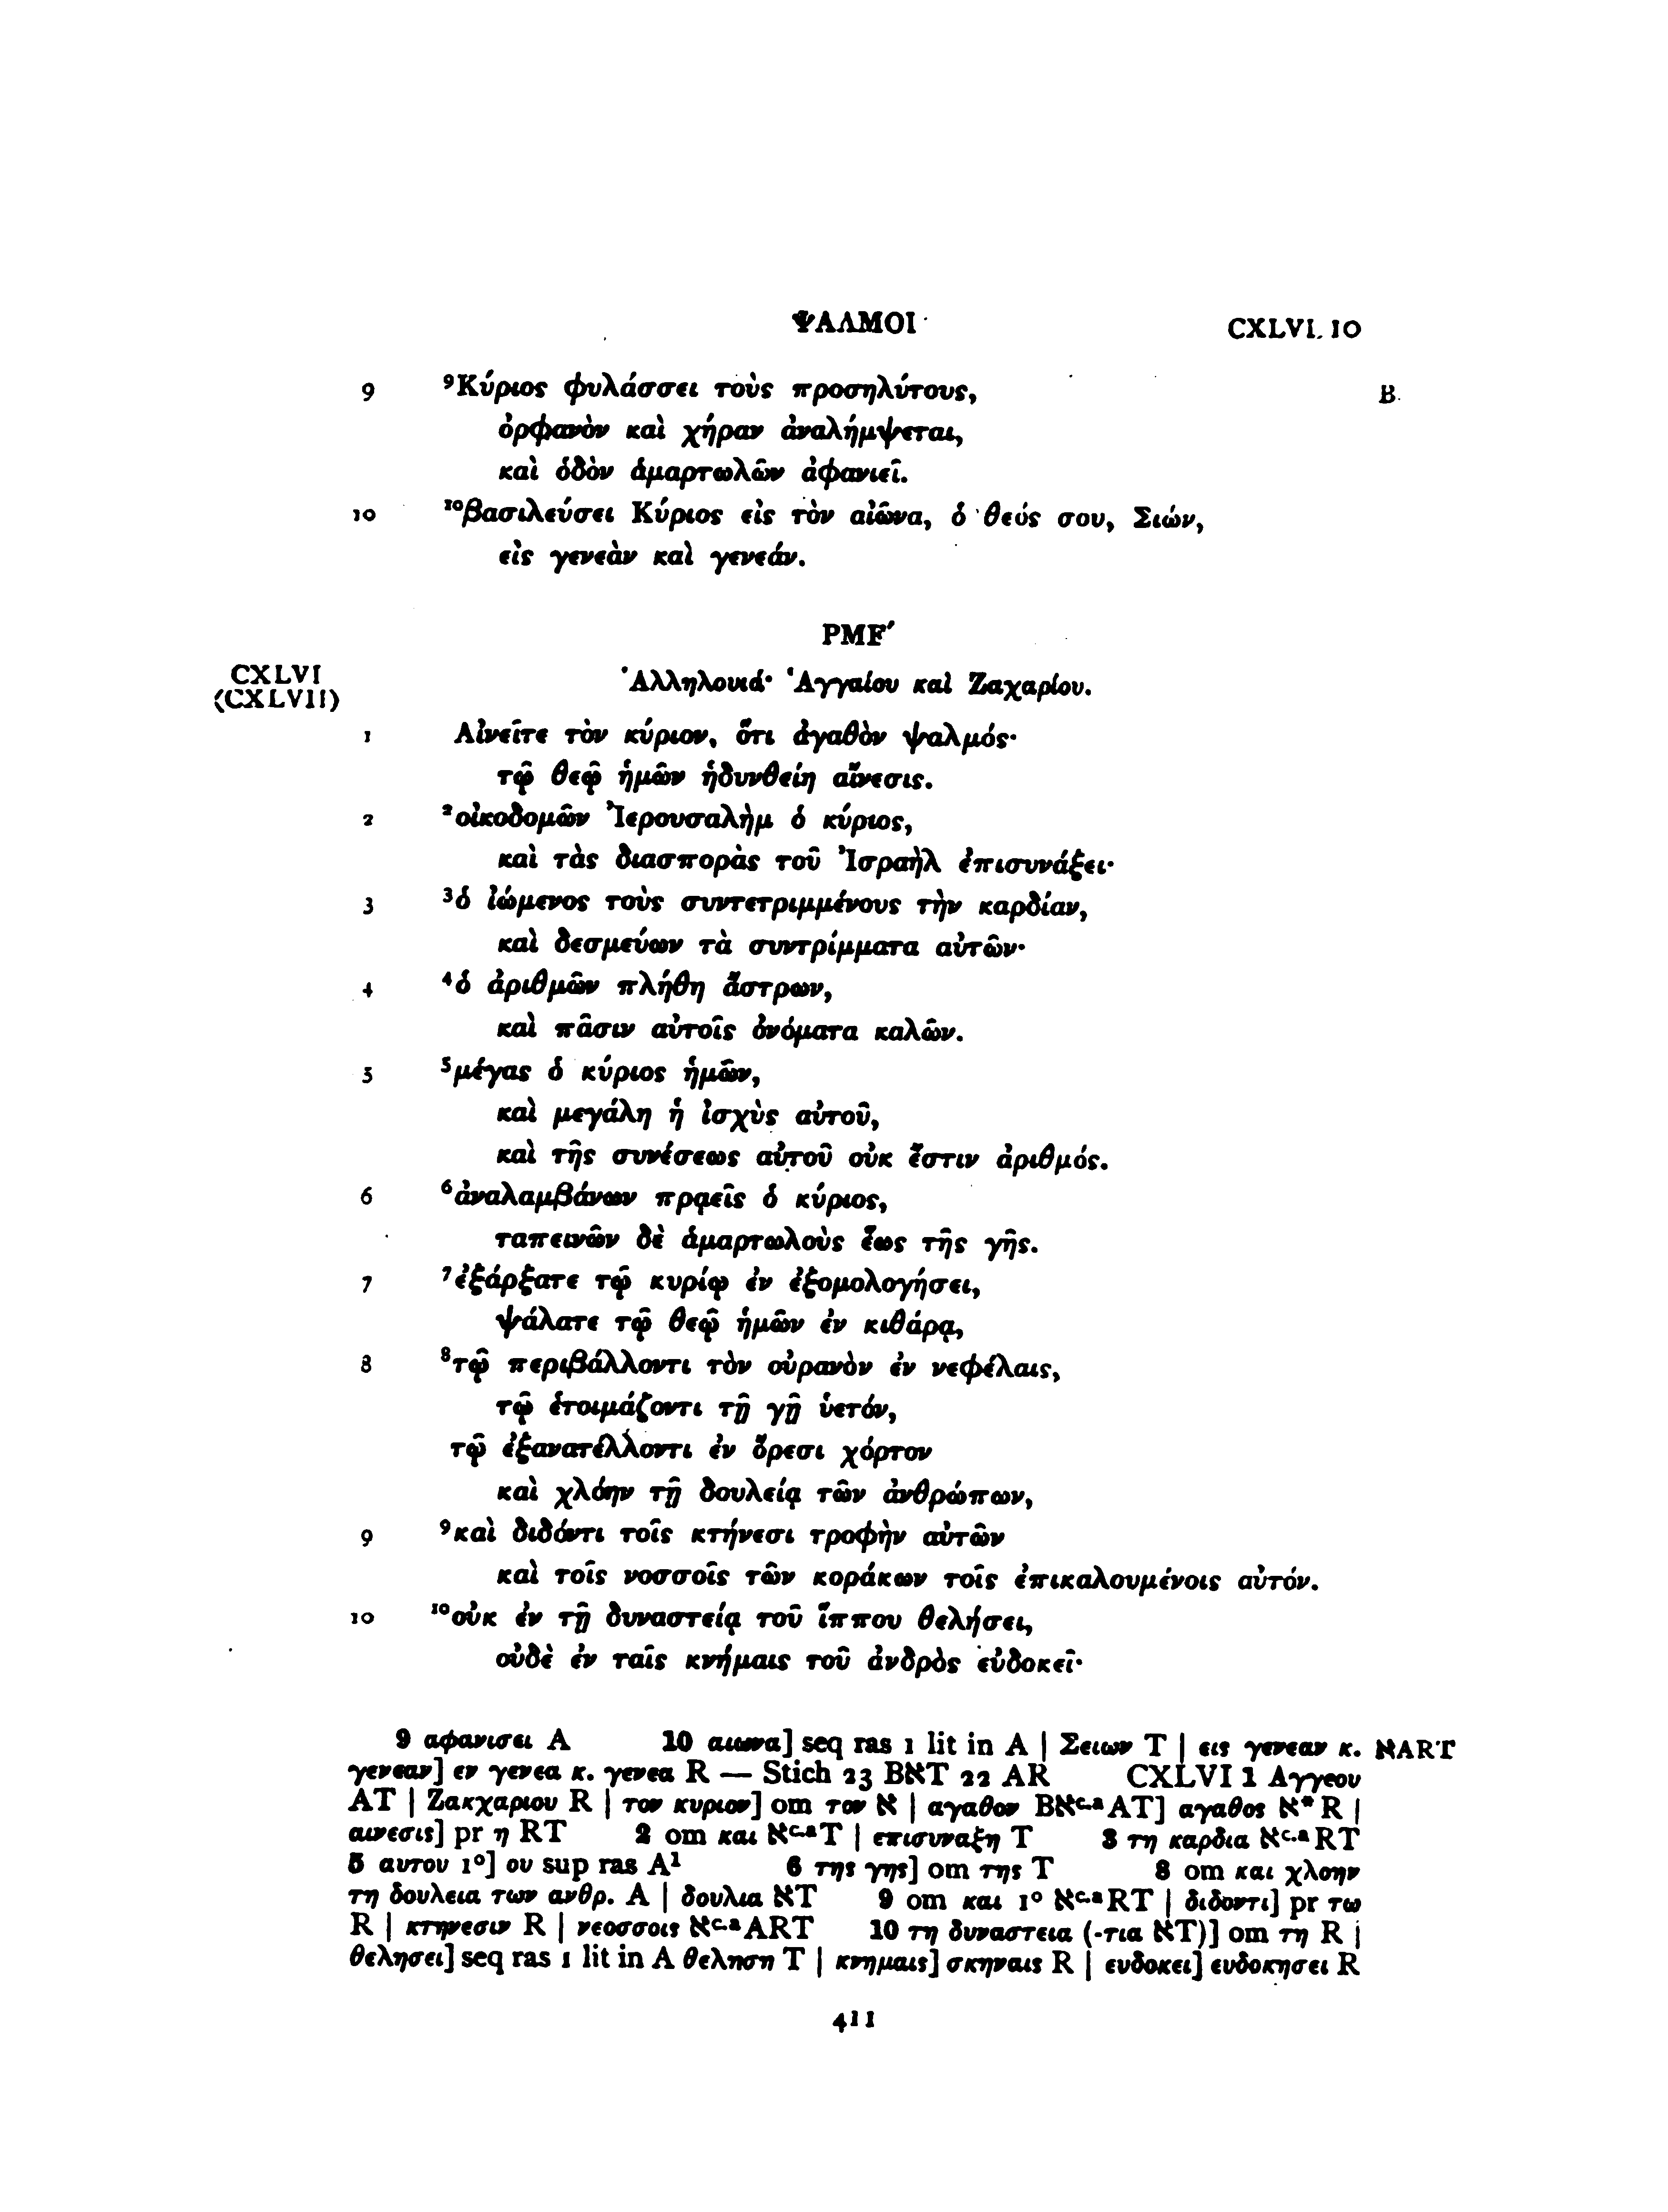 ΨΑΛΜΟΙ CXLVI. 10
9 ⁹Κύριος φυλάσσει τοὺς προσηλύτους, B
ὀρφανὸν καὶ χήραν ἀναλήμψεται,
καὶ ὁδὸν ἁμαρτωλῶν ἀφανιεῖ.
10 ¹⁰βασιλεύσει Κύριος εἰς τὸν αἰῶνα, ὁ θεός σου, Σιών,
εἰς γενεὰν καὶ γενεάν.
ΡΜϜʹ
CXLVI
(CXLVII)
Ἁλληλουιά· Ἁγγαίου καὶ Ζαχαρίου.
1 Αἰνεῖτε τὸν κύριον, ὅτι ἀγαθὸν ψαλμός·
τῷ θεῷ ἡμῶν ἡδυνθείη αἴνεσις.
2 ²οἰκοδομῶν Ἰερουσαλὴμ ὁ κύριος,
καὶ τὰς διασπορὰς τοῦ Ἰσραὴλ ἐπισυνάξει·
3 ³ὁ ἰώμενος τοὺς συντετριμμένους τὴν καρδίαν,
καὶ δεσμεύων τὰ συντρίμματα αὐτῶν·
4 ⁴ὁ ἀριθμῶν πλήθη ἄστρων,
καὶ πᾶσιν αὐτοῖς ὀνόματα καλῶν.
5 ⁵μέγας ὁ κύριος ἡμῶν,
καὶ μεγάλη ἡ ἰσχὺς αὐτοῦ,
καὶ τῆς συνέσεως αὐτοῦ οὐκ ἔστιν ἀριθμός.
6 ⁶ἀναλαμβάνων πρᾳεῖς ὁ κύριος,
ταπεινῶν δὲ ἁμαρτωλοὺς ἕως τῆς γῆς.
7 ⁷ἐξάρξατε τῷ κυρίῳ ἐν ἐξομολογήσει,
ψάλατε τῷ θεῷ ἡμῶν ἐν κιθάρᾳ,
8 ⁸τῷ περιβάλλοντι τὸν οὐρανὸν ἐν νεφέλαις,
τῷ ἑτοιμάζοντι τῇ γῇ ὑετόν,
τῷ ἐξανατέλλοντι ἐν ὄρεσι χόρτον
καὶ χλόην τῇ δουλείᾳ τῶν ἀνθρώπων,
9 ⁹καὶ διδόντι τοῖς κτήνεσι τροφὴν αὐτῶν
καὶ τοῖς νοσσοῖς τῶν κοράκων τοῖς ἐπικαλουμένοις αὐτόν.
10 ¹⁰οὐκ ἐν τῇ δυναστείᾳ τοῦ ἵππου θελήσει,
οὐδὲ ἐν ταῖς κνήμαις τοῦ ἀνδρὸς εὐδοκεῖ·
9 αφανισει A 10 αιωνα] seq ras 1 lit in A | Σειων T | εις γενεαν κ. אART
γενεαν] εν γενεα κ. γενεα R — Stich 23 BאT 22 AR CXLVI 1 Αγγεου
AT | Ζακχαριου R | τον κυριον] om τον א | αγαθον Bאᶜ·ᵃAT] αγαθος א*R |
αινεσις] pr η RT 2 om και אᶜ·ᵃT | επισυναξη T 3 τη καρδια אᶜ·ᵃRT
5 αυτου 1°] ου sup ras A¹ 6 της γης] om της T 8 om και χλοην
τη δουλεια των ανθρ. A | δουλια אT 9 om και 1° אᶜ·ᵃRT | διδοντι] pr τω
R | κτηνεσιν R | νεοσσοις אᶜ·ᵃART 10 τη δυναστεια (-τια אT)] om τη R |
θελησει] seq ras 1 lit in A θεληση T | κνημαις] σκηναις R | ευδοκει] ευδοκησει R
411